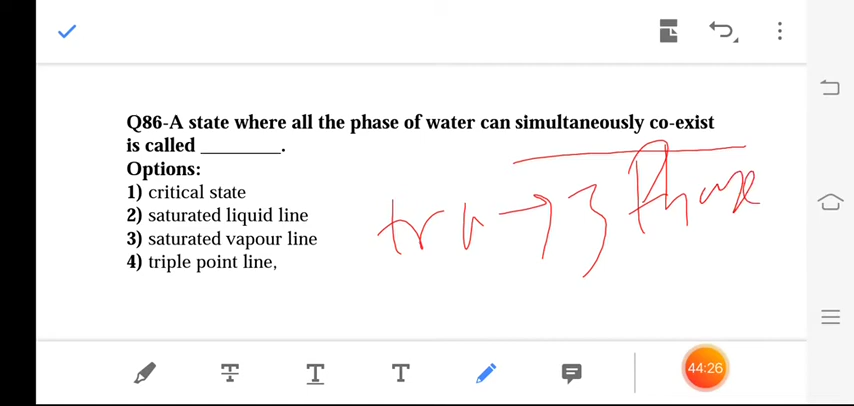 Q86-A state where all the phase of water can simultaneously co-exist
is called ________.
Options:
1) critical state
2) saturated liquid line
3) saturated vapour line
4) triple point line,
→ 3 Phase
T T T
44:26